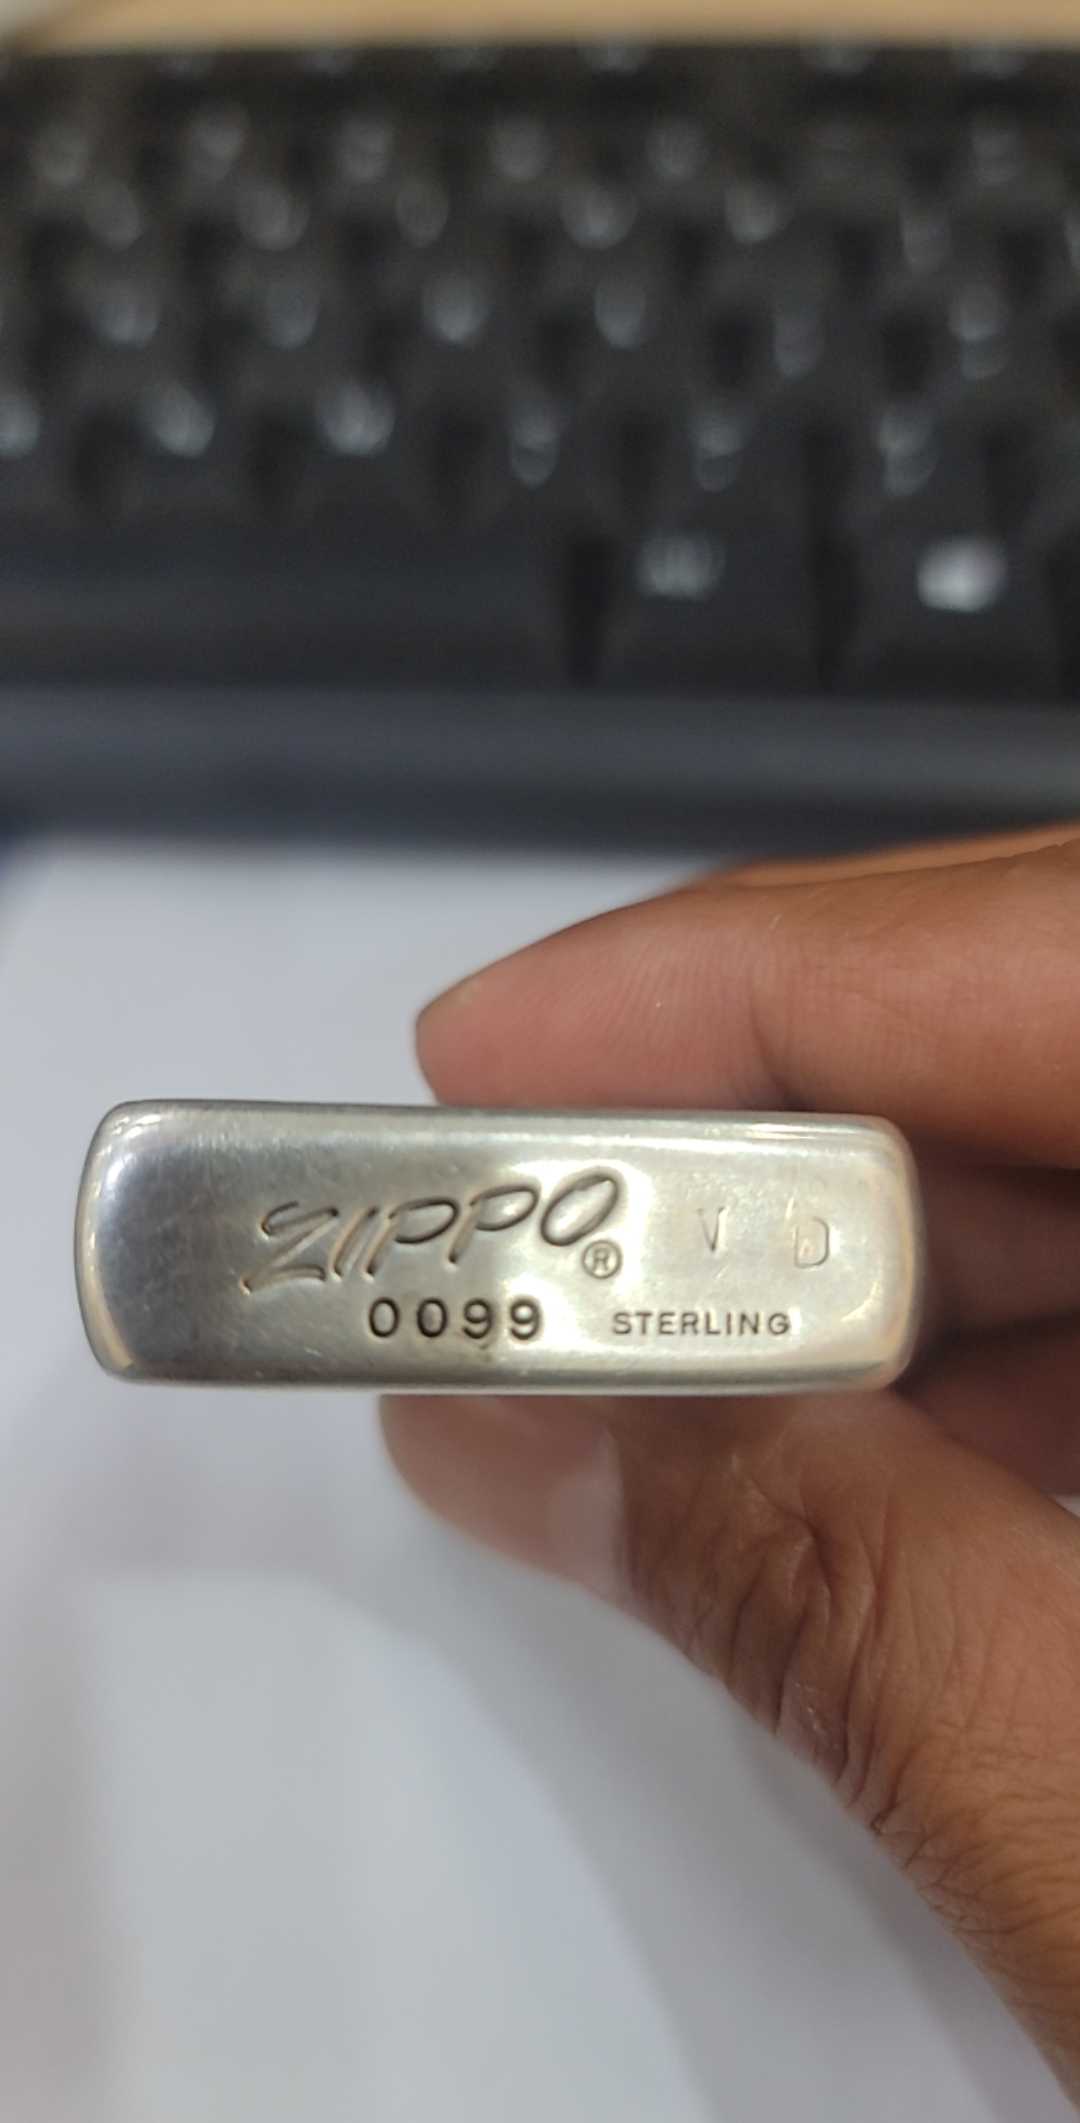 Zippo ® V D
0099 STERLING